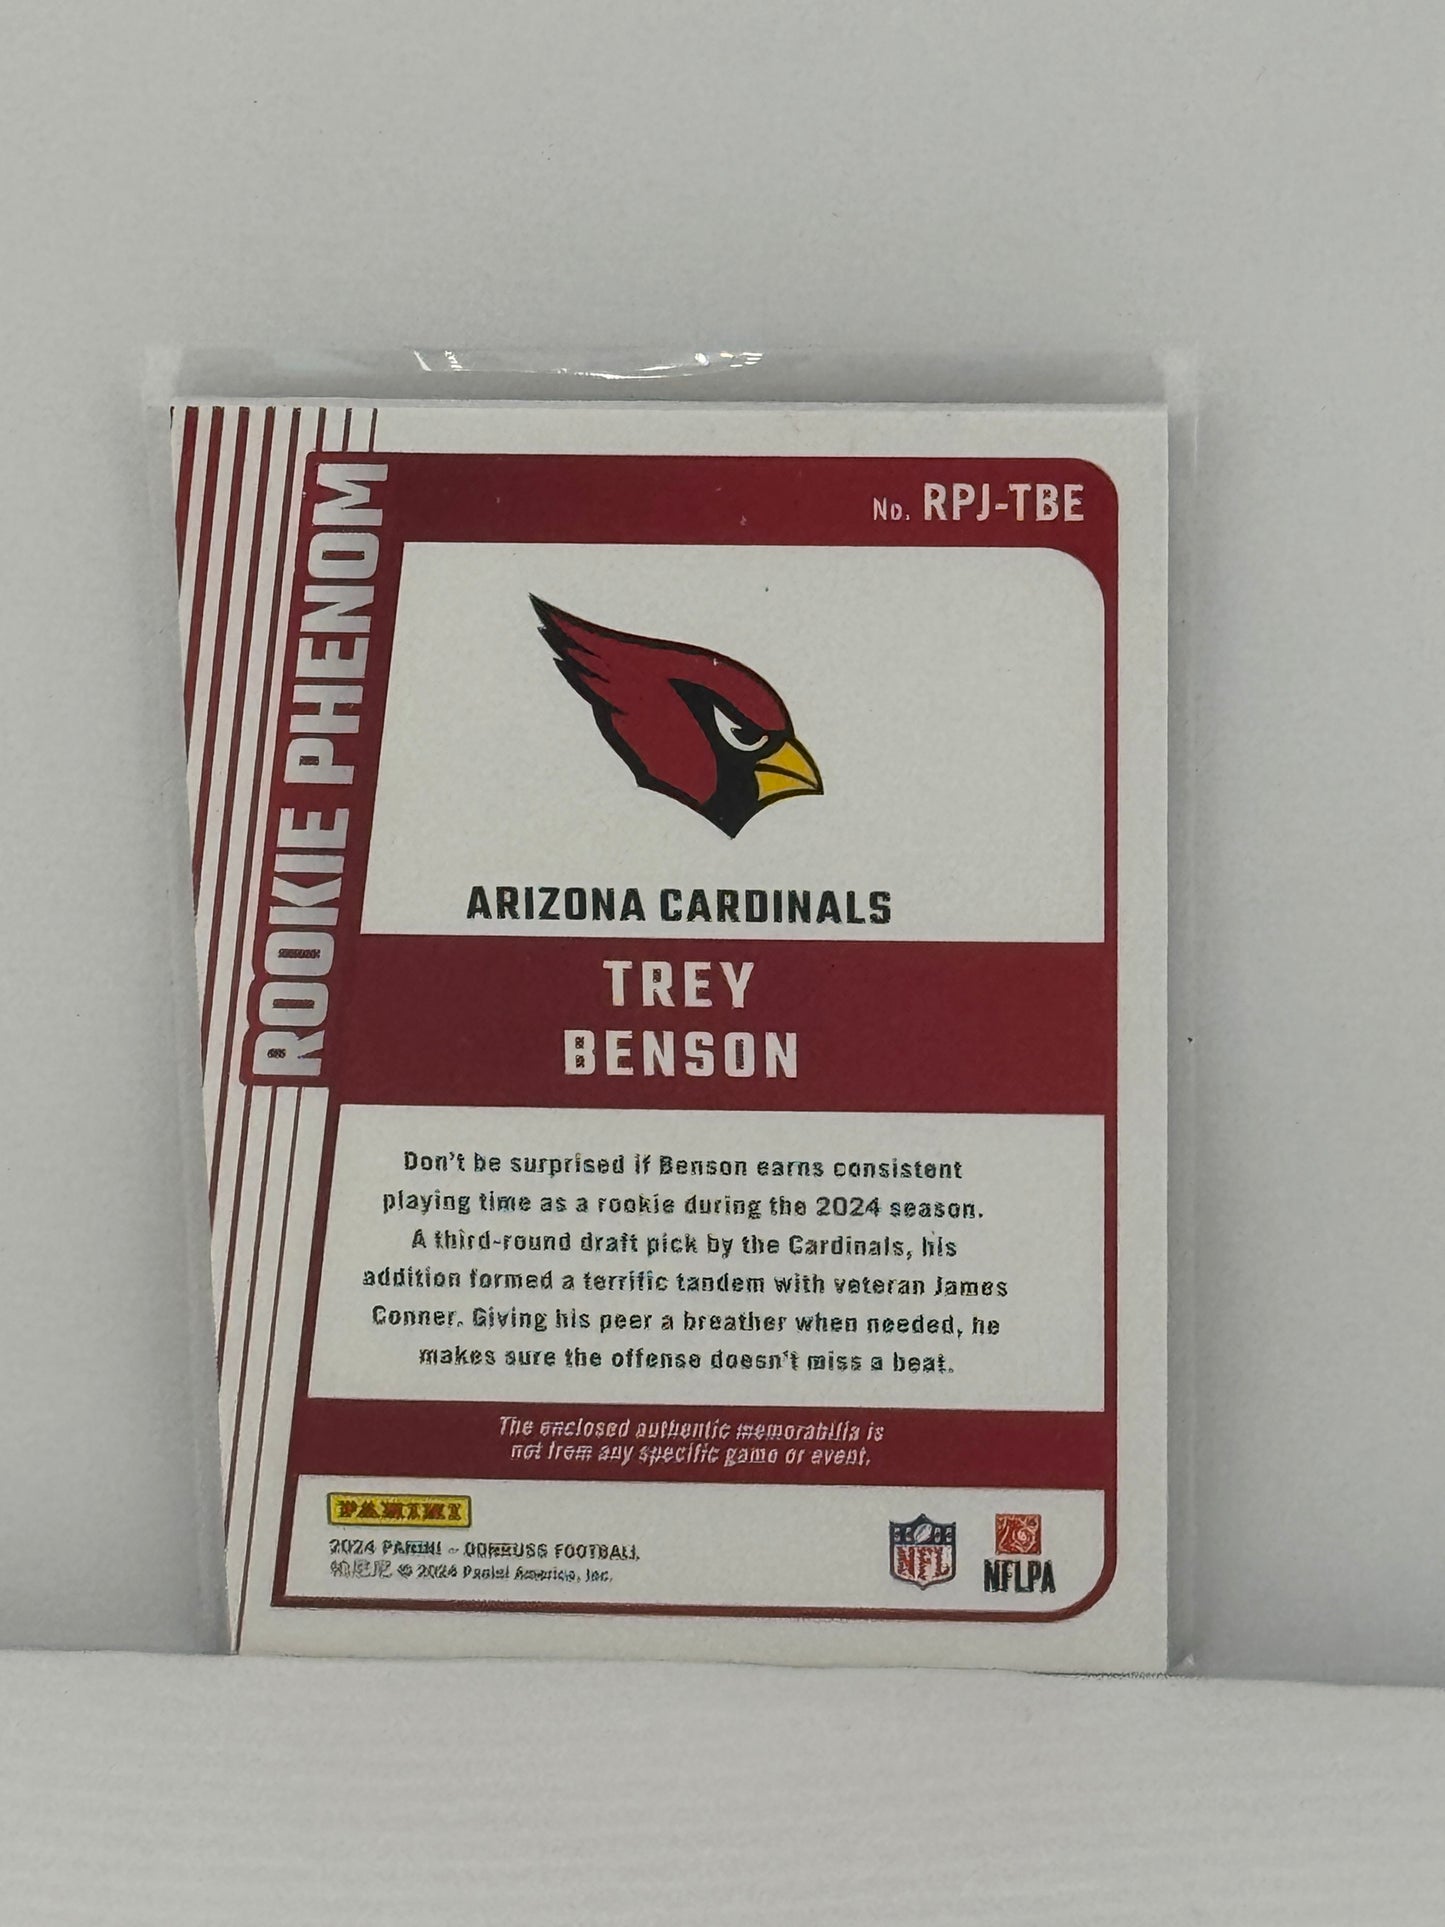 No. RPJ-TBE
ROOKIE PHENOM
ARIZONA CARDINALS
TREY
BENSON
Don't be surprised if Benson earns consistent
playing time as a rookie during the 2024 season.
A third-round draft pick by the Cardinals, his
addition formed a terrific tandem with veteran James
Conner. Giving his peer a breather when needed, he
makes sure the offense doesn't miss a beat.
The enclosed authentic memorabilia is
not from any specific game or event.
PANINI
2024 PANINI - DONRUSS FOOTBALL
© 2024 Panini America, Inc.
NFL
NFLPA